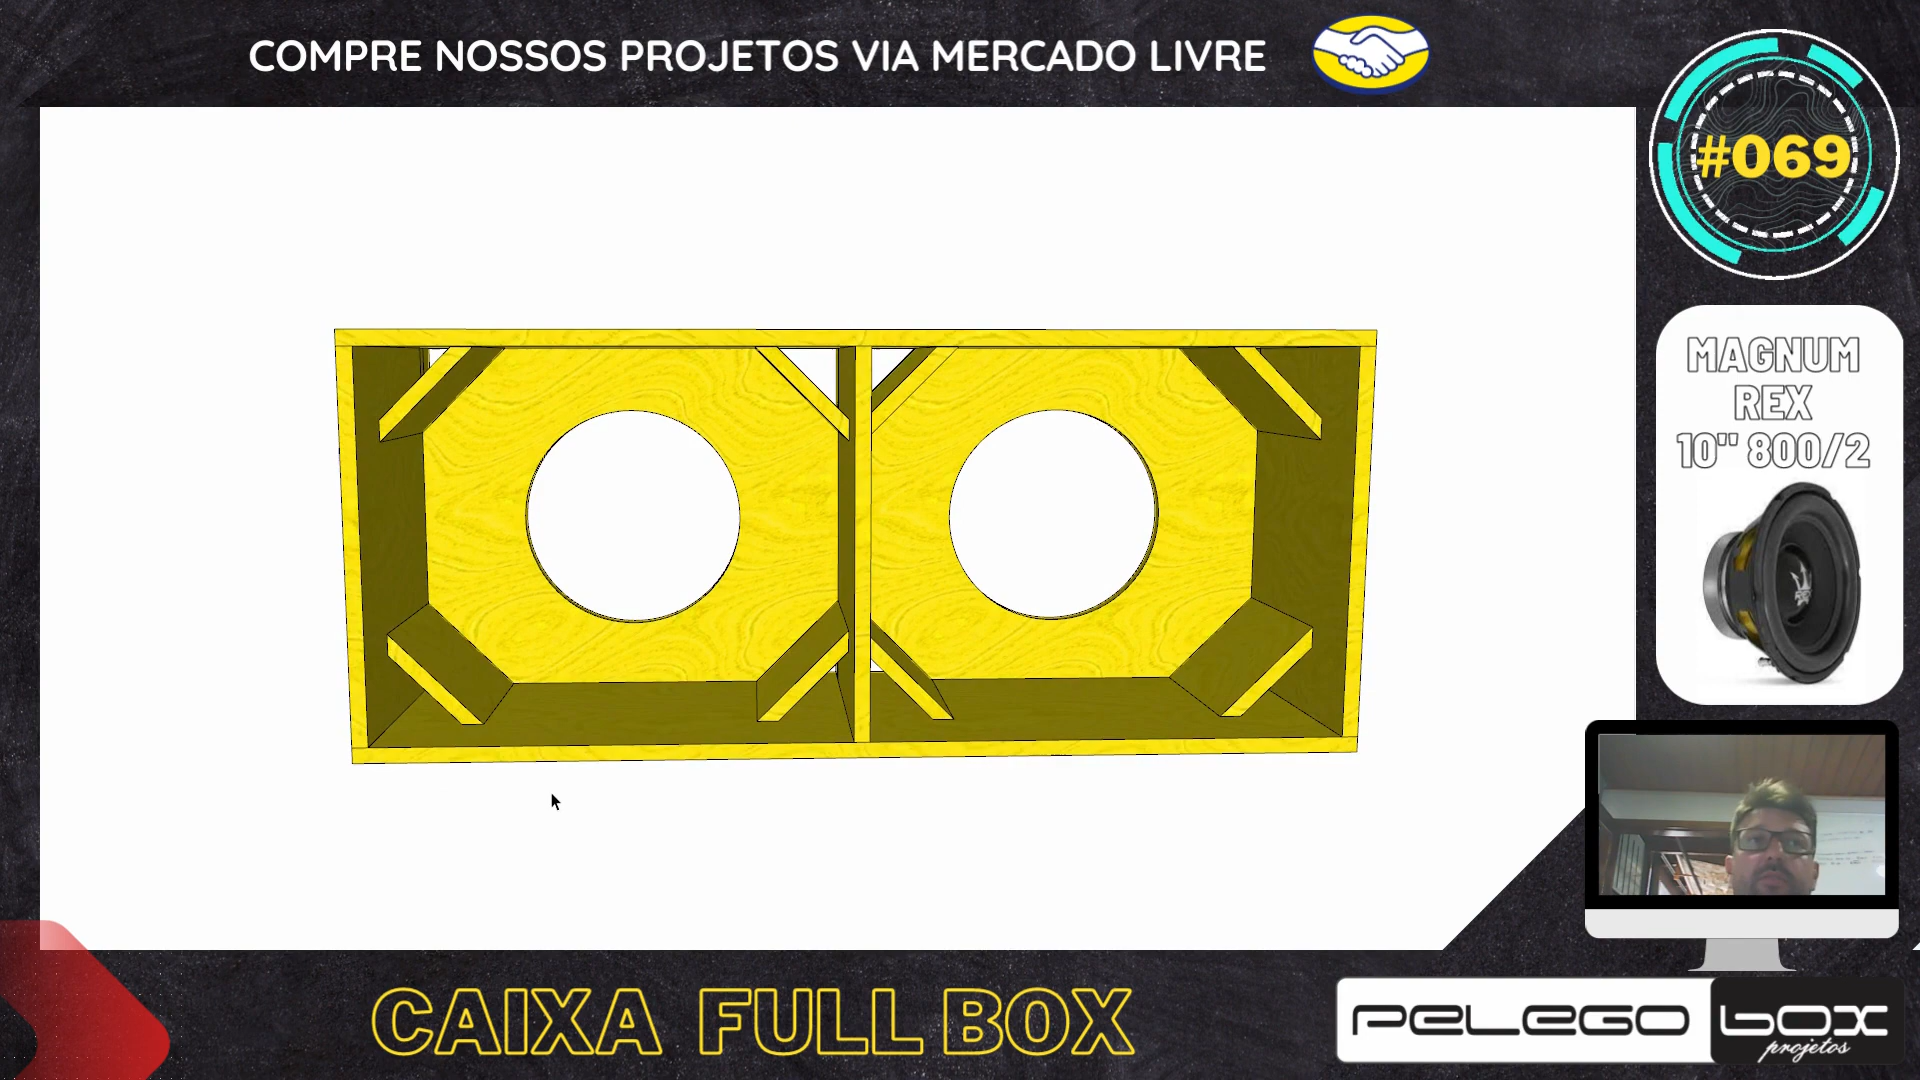 COMPRE NOSSOS PROJETOS VIA MERCADO LIVRE
#069
MAGNUM
REX
10" 800/2
CAIXA FULL BOX
PELEGO box
projetos